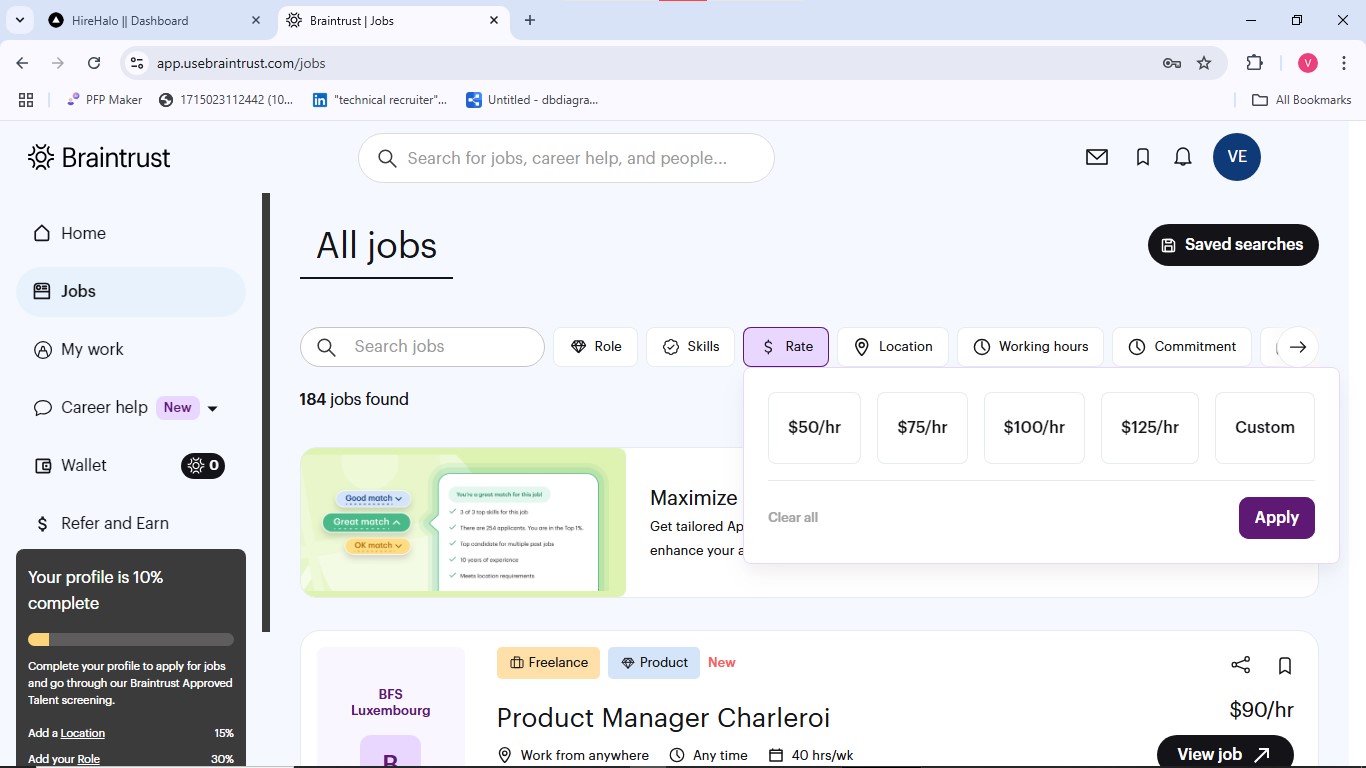 HireHalo || Dashboard
Braintrust | Jobs
app.usebraintrust.com/jobs
V
PFP Maker
1715023112442 (10...
"technical recruiter"...
Untitled - dbdiagra...
All Bookmarks
Braintrust
Search for jobs, career help, and people...
VE
Home
Jobs
My work
Career help New
Wallet 0
Refer and Earn
Your profile is 10%
complete
Complete your profile to apply for jobs
and go through our Braintrust Approved
Talent screening.
Add a Location 15%
Add your Role 30%
All jobs
Saved searches
Search jobs
Role
Skills
$ Rate
Location
Working hours
Commitment
184 jobs found
$50/hr
$75/hr
$100/hr
$125/hr
Custom
Clear all
Apply
Good match
Great match
OK match
You're a great match for this job!
3 of 3 top skills for this job
There are 254 applicants. You are in the Top 1%.
Top candidate for multiple past jobs
10 years of experience
Meets location requirements
Maximize
Get tailored Ap
enhance your a
BFS
Luxembourg
B
Freelance
Product
New
Product Manager Charleroi
Work from anywhere
Any time
40 hrs/wk
$90/hr
View job